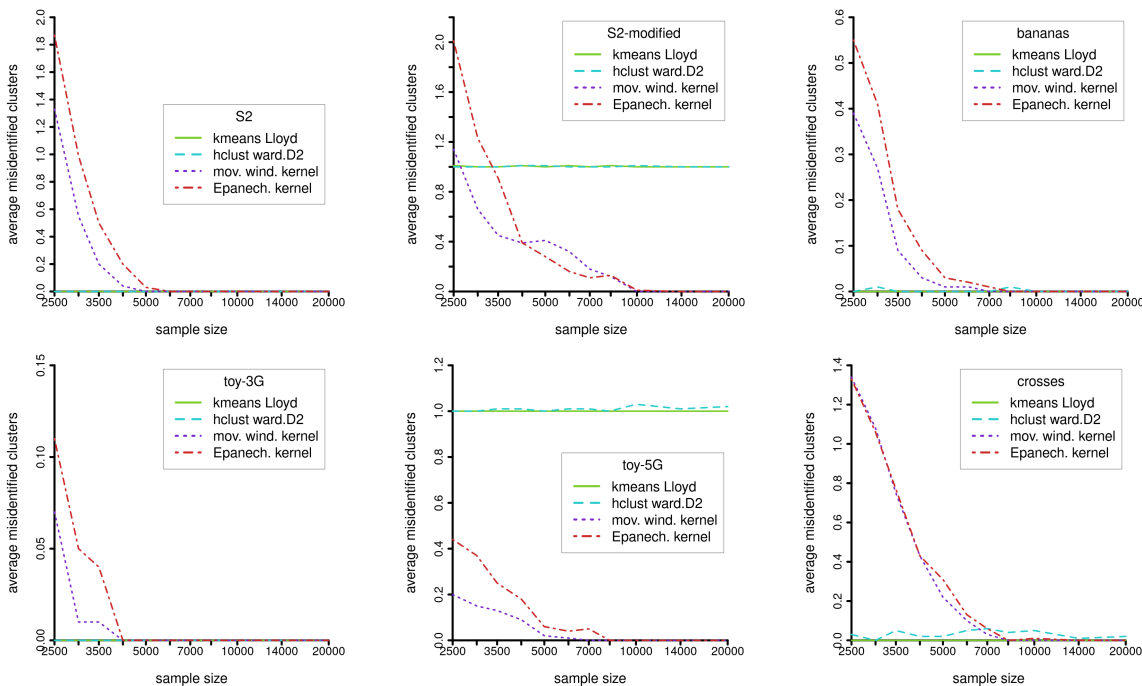 average misidentified clusters
0.0 0.2 0.4 0.6 0.8 1.0 1.2 1.4 1.6 1.8 2.0
S2
kmeans Lloyd
hclust ward.D2
mov. wind. kernel
Epanech. kernel
2500 3500 5000 7000 10000 14000 20000
sample size
average misidentified clusters
0.0 0.4 0.8 1.2 1.6 2.0
S2-modified
kmeans Lloyd
hclust ward.D2
mov. wind. kernel
Epanech. kernel
2500 3500 5000 7000 10000 14000 20000
sample size
average misidentified clusters
0.0 0.1 0.2 0.3 0.4 0.5 0.6
bananas
kmeans Lloyd
hclust ward.D2
mov. wind. kernel
Epanech. kernel
2500 3500 5000 7000 10000 14000 20000
sample size
average misidentified clusters
0.00 0.05 0.10 0.15
toy-3G
kmeans Lloyd
hclust ward.D2
mov. wind. kernel
Epanech. kernel
2500 3500 5000 7000 10000 14000 20000
sample size
average misidentified clusters
0.0 0.2 0.4 0.6 0.8 1.0 1.2
toy-5G
kmeans Lloyd
hclust ward.D2
mov. wind. kernel
Epanech. kernel
2500 3500 5000 7000 10000 14000 20000
sample size
average misidentified clusters
0.0 0.2 0.4 0.6 0.8 1.0 1.2 1.4
crosses
kmeans Lloyd
hclust ward.D2
mov. wind. kernel
Epanech. kernel
2500 3500 5000 7000 10000 14000 20000
sample size